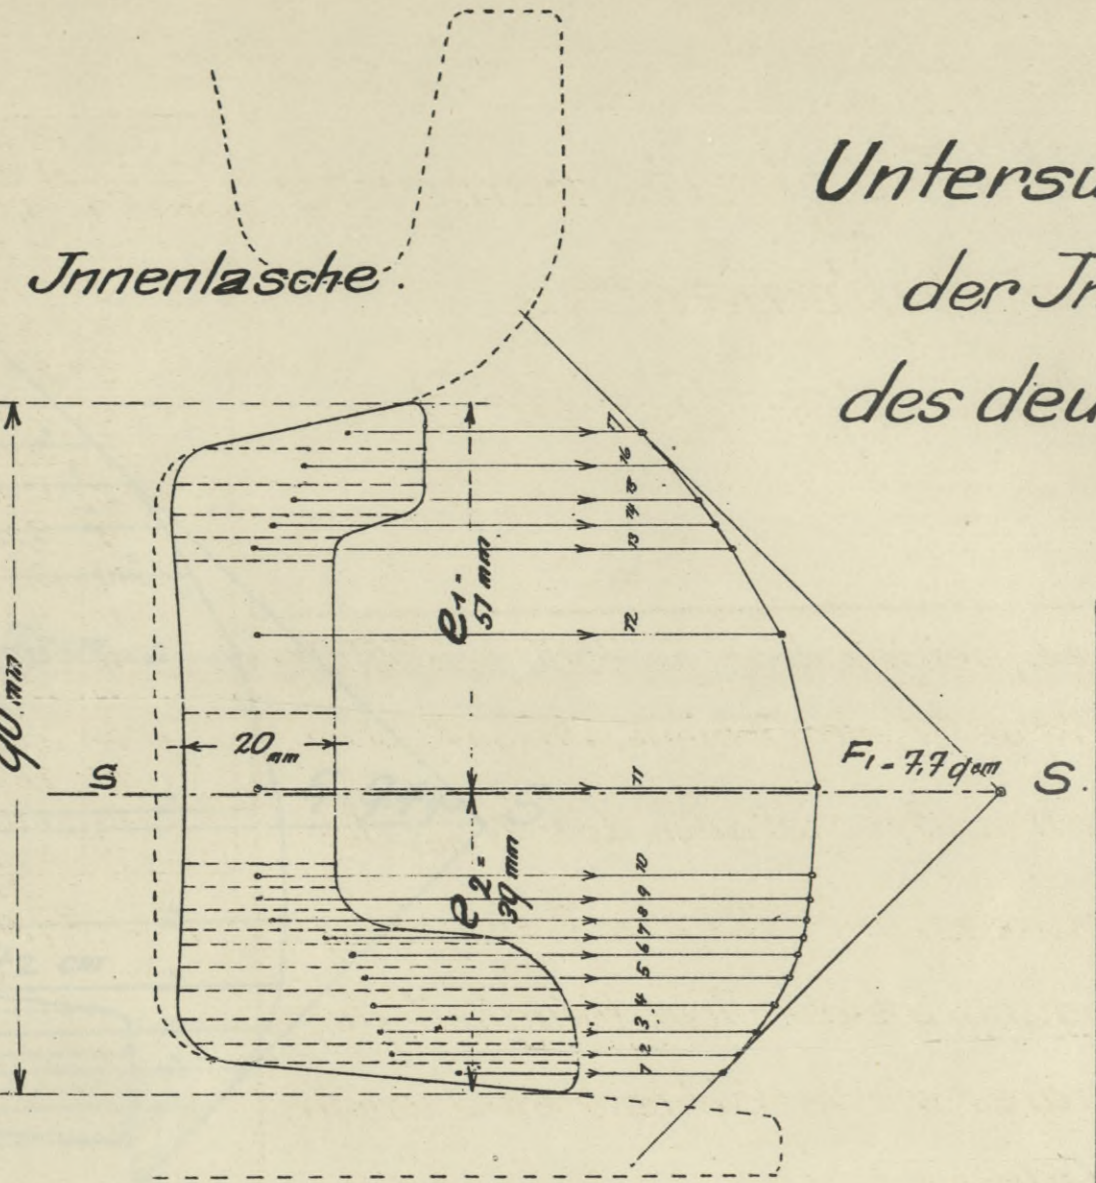 Untersu
Jnnenlasche.
der Jn
des deu
17
16
15
14
13
e1=
51 mm
12
90 mm
20 mm
S
11
F1 = 7,7 qcm
S.
e2=
39 mm
10
9
8
7
6
5
4
3
2
1